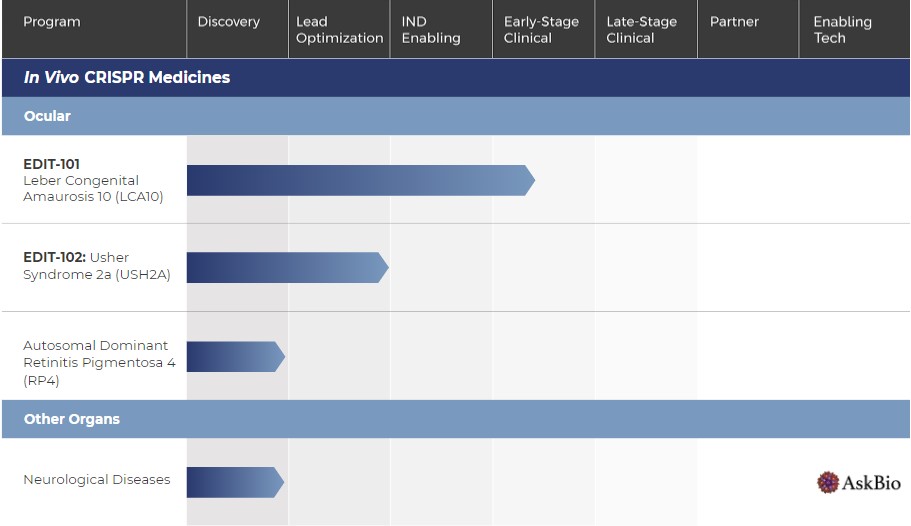 Program
Discovery
Lead
Optimization
IND
Enabling
Early-Stage
Clinical
Late-Stage
Clinical
Partner
Enabling
Tech
In Vivo CRISPR Medicines
Ocular
EDIT-101
Leber Congenital
Amaurosis 10 (LCA10)
EDIT-102: Usher
Syndrome 2a (USH2A)
Autosomal Dominant
Retinitis Pigmentosa 4
(RP4)
Other Organs
Neurological Diseases
AskBio